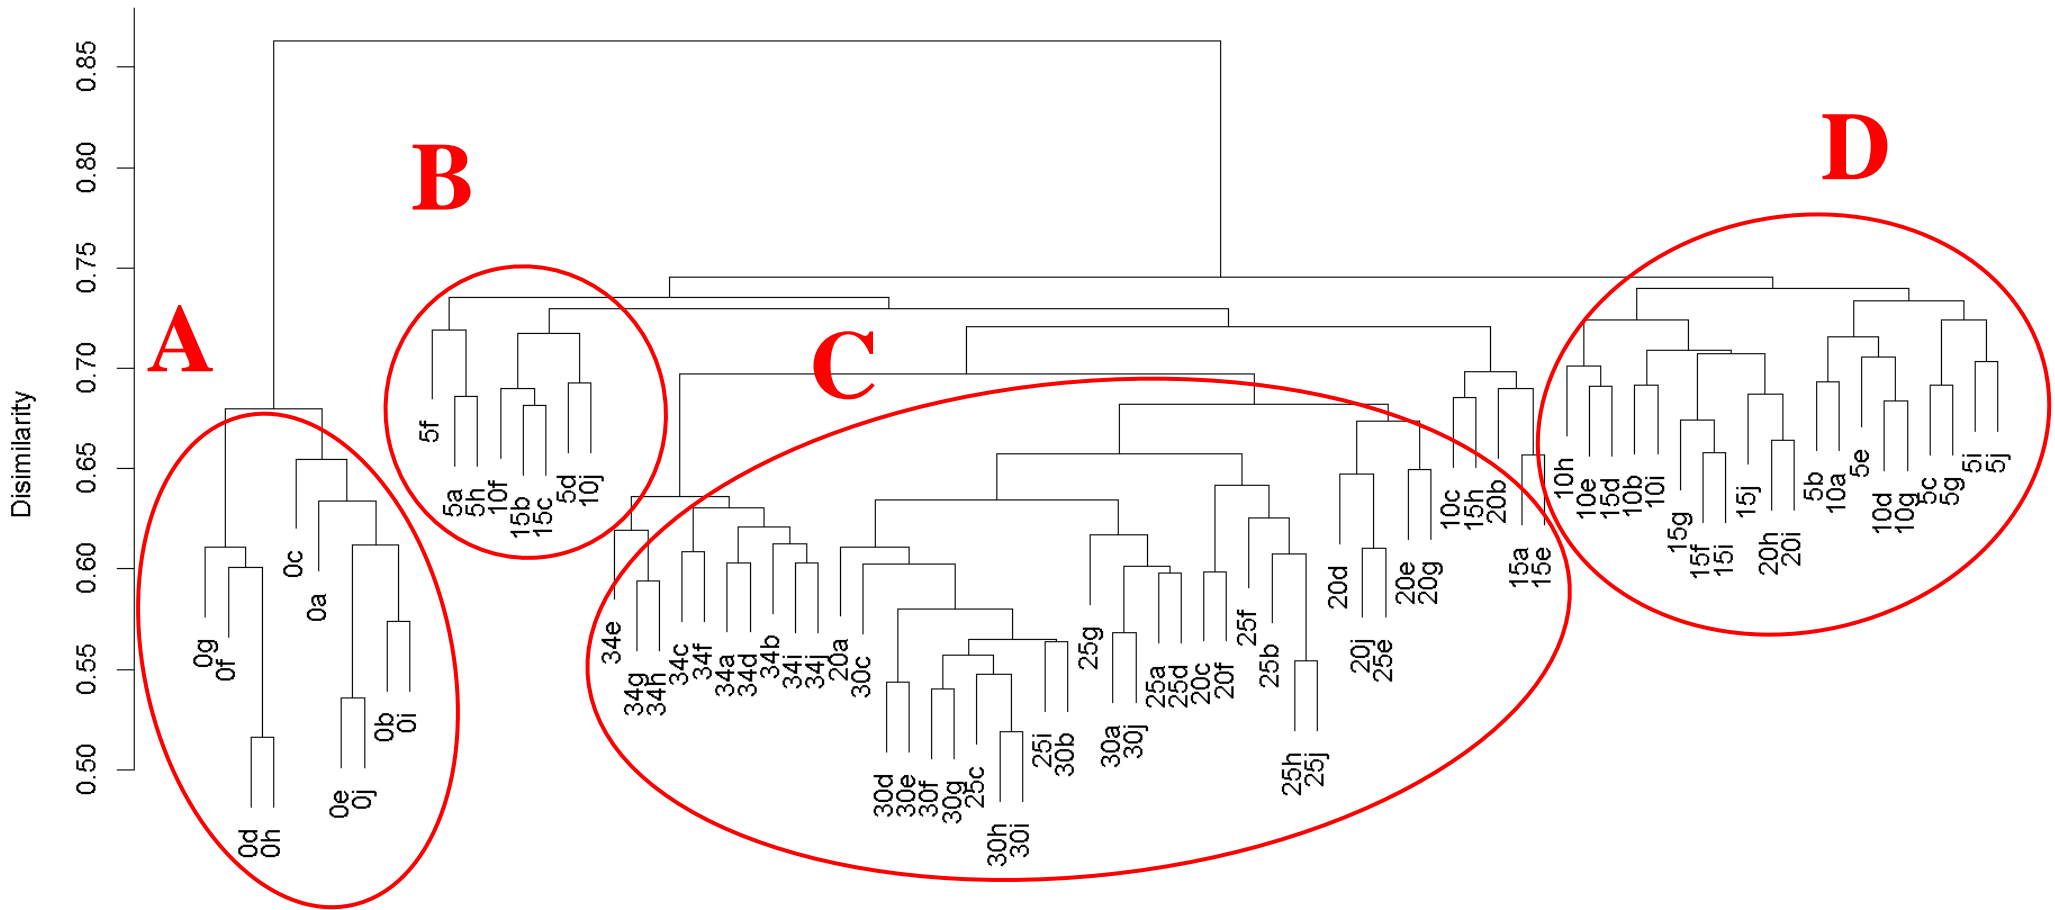 Disimilarity
0.85
0.80
0.75
0.70
0.65
0.60
0.55
0.50
A
B
C
D
0g
0f
0d
0h
0c
0a
0e
0j
0b
0i
5f
5a
5h
10f
15b
15c
5d
10j
34e
34g
34h
34c
34f
34a
34d
34b
34i
34j
20a
30c
30d
30e
30f
30g
25c
30h
30i
25i
30b
25g
30a
30j
25a
25d
20c
20f
25f
25b
25h
25j
20d
20j
25e
20e
20g
10c
15h
20b
15a
15e
10h
10e
15d
10b
10i
15g
15f
15i
15j
20h
20i
5b
10a
5e
10d
10g
5c
5g
5i
5j